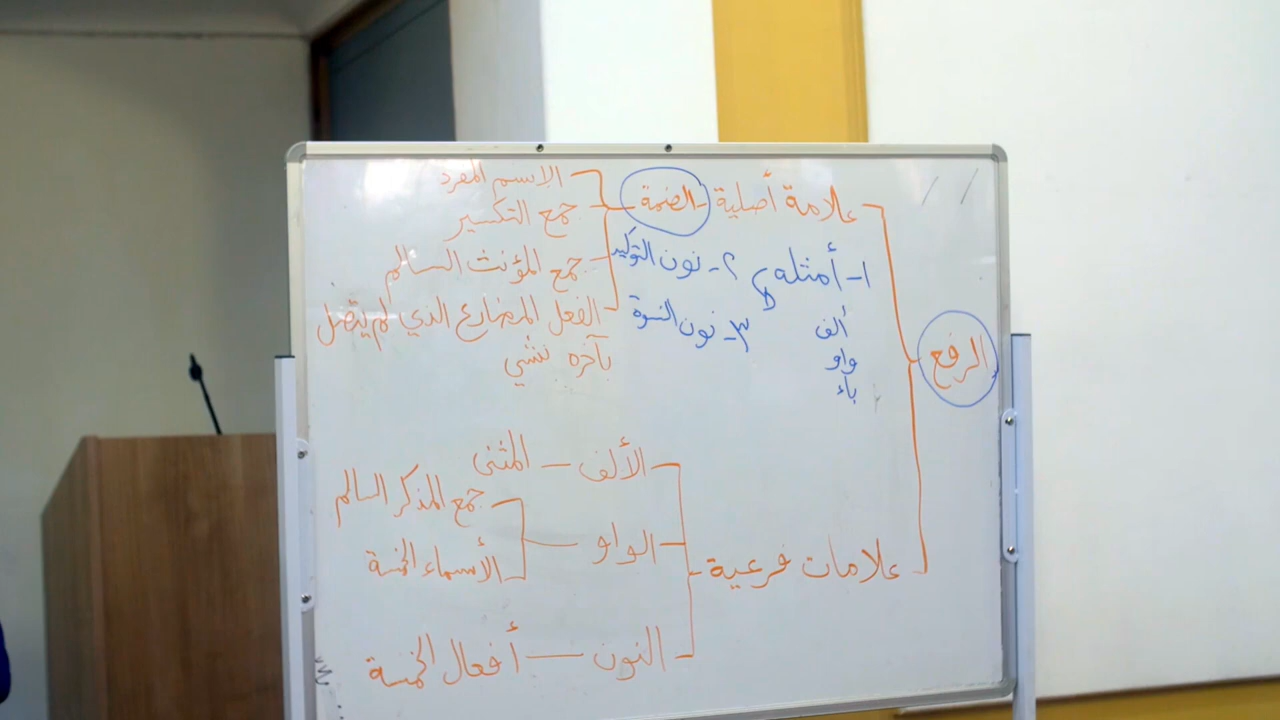 الرفع
علامة أصلية - الضمة
الاسم المفرد
جمع التكسير
جمع المؤنث السالم
الفعل المضارع الذي لم يتصل
بآخره شي
١- أمثلة
ألف
واو
ياء
٢- نون التوكيد
٣- نون النسوة
علامات فرعية
الألف — المثنى
الواو
جمع المذكر السالم
الأسماء الخمسة
النون — أفعال الخمسة